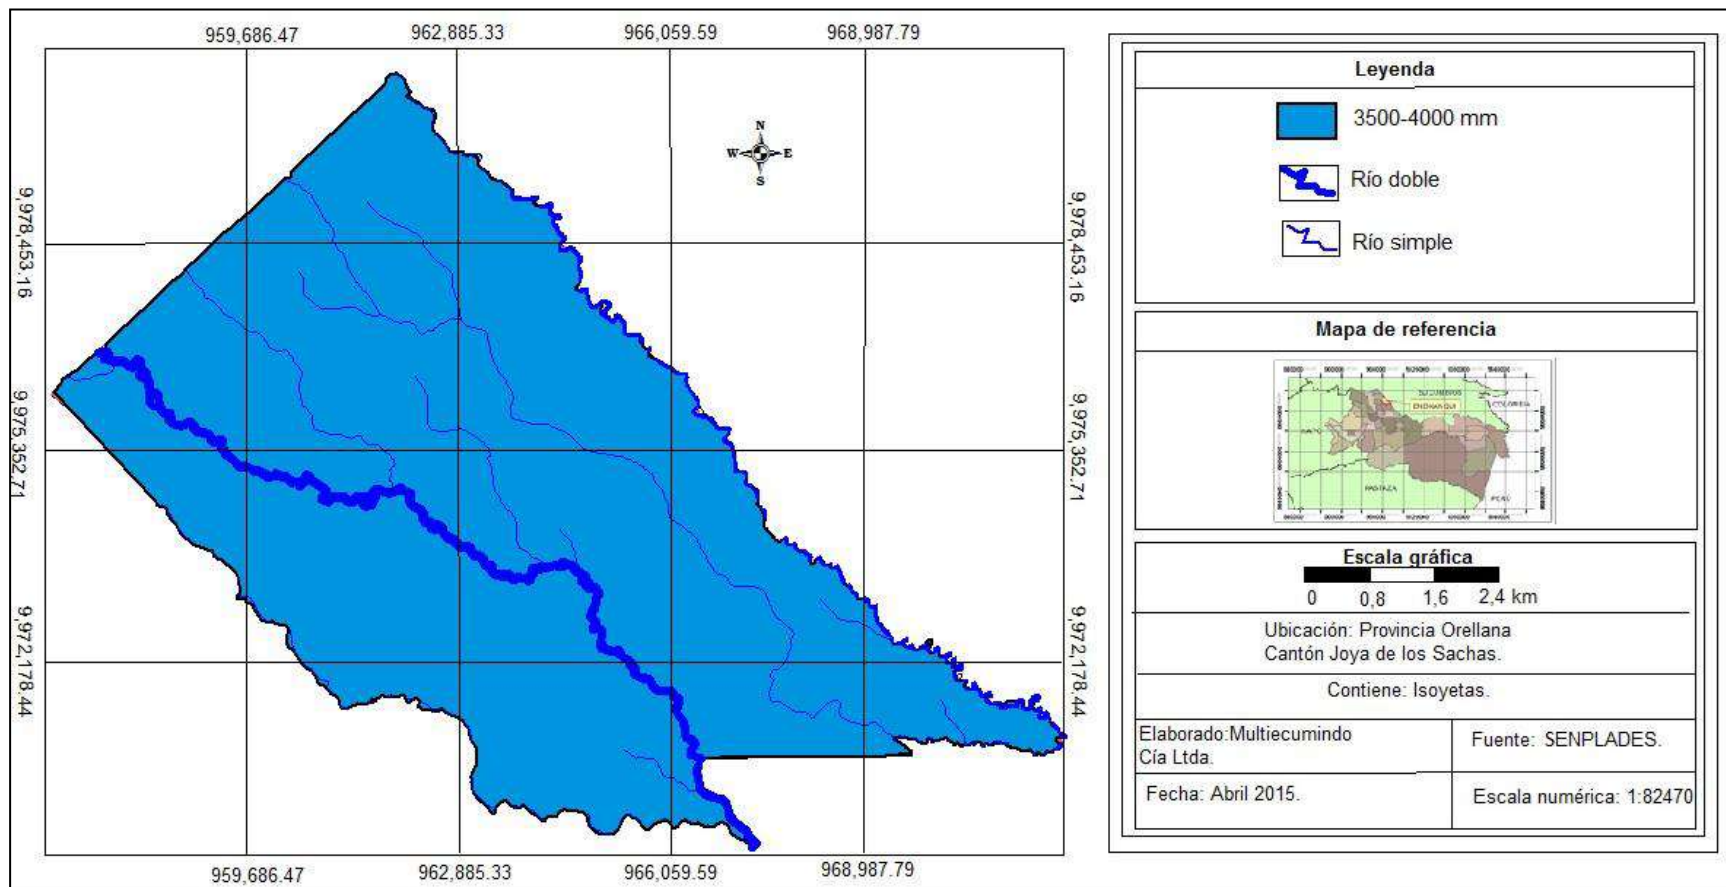 959,686.47
962,885.33
966,059.59
968,987.79
N
W
E
S
9,978,453.16
9,978,453.16
9,975,352.71
9,975,352.71
9,972,178.44
9,972,178.44
959,686.47
962,885.33
966,059.59
968,987.79
Leyenda
3500-4000 mm
Río doble
Río simple
Mapa de referencia
COLOMBIA
PASTAZA
PERU
Escala gráfica
0 0,8 1,6 2,4 km
Ubicación: Provincia Orellana
Cantón Joya de los Sachas.
Contiene: Isoyetas.
Elaborado:Multiecumindo
Cía Ltda.
Fuente: SENPLADES.
Fecha: Abril 2015.
Escala numérica: 1:82470